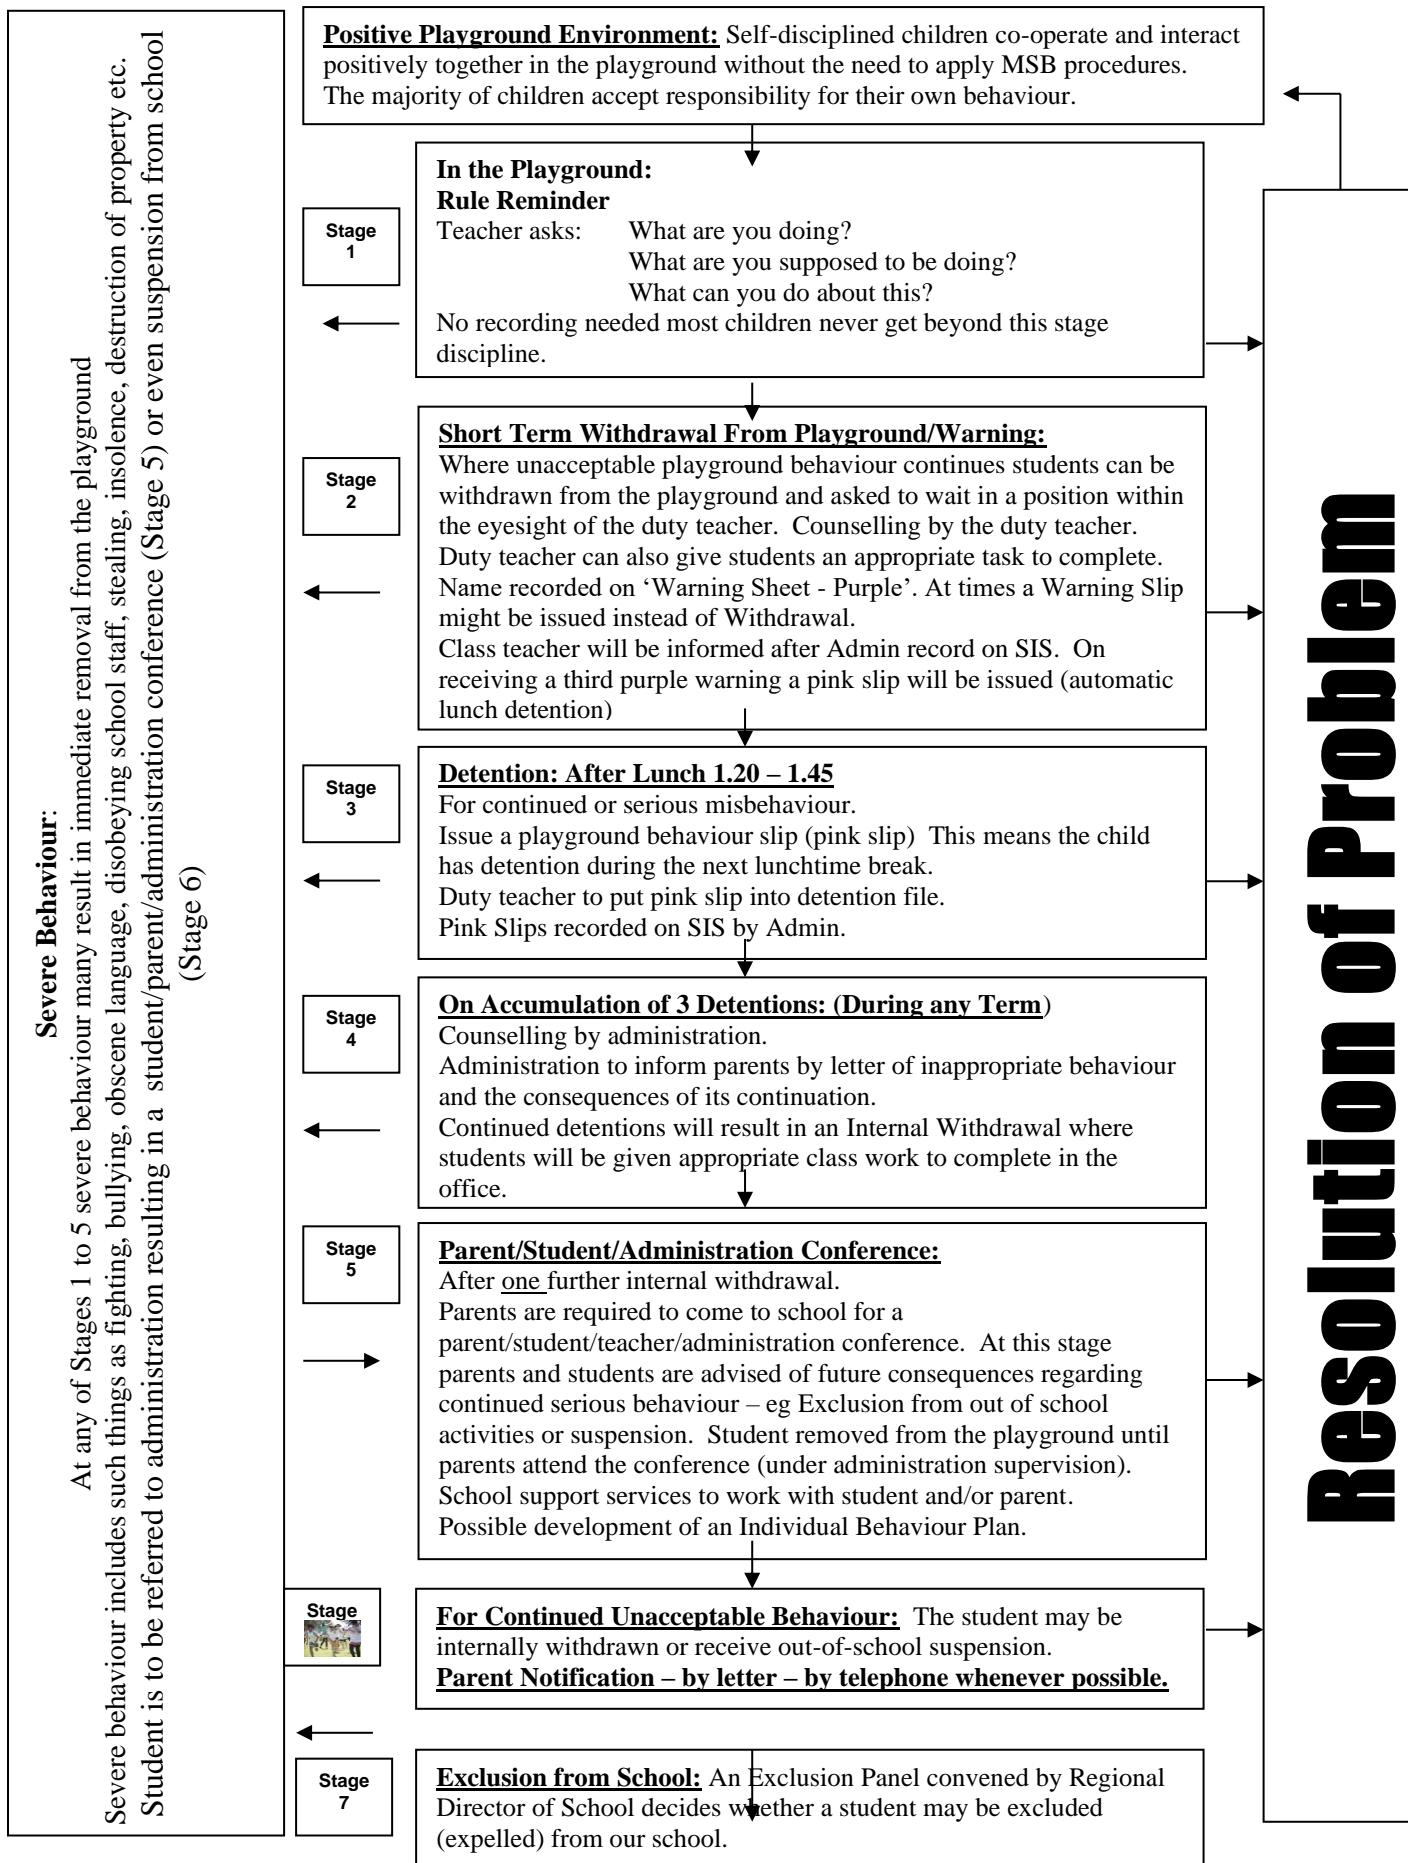 Severe Behaviour:
At any of Stages 1 to 5 severe behaviour many result in immediate removal from the playground
Severe behaviour includes such things as fighting, bullying, obscene language, disobeying school staff, stealing, insolence, destruction of property etc.
Student is to be referred to administration resulting in a student/parent/administration conference (Stage 5) or even suspension from school
(Stage 6)
Positive Playground Environment: Self-disciplined children co-operate and interact
positively together in the playground without the need to apply MSB procedures.
The majority of children accept responsibility for their own behaviour.
Stage
1
In the Playground:
Rule Reminder
Teacher asks: What are you doing?
What are you supposed to be doing?
What can you do about this?
No recording needed most children never get beyond this stage
discipline.
Stage
2
Short Term Withdrawal From Playground/Warning:
Where unacceptable playground behaviour continues students can be
withdrawn from the playground and asked to wait in a position within
the eyesight of the duty teacher. Counselling by the duty teacher.
Duty teacher can also give students an appropriate task to complete.
Name recorded on ‘Warning Sheet - Purple’. At times a Warning Slip
might be issued instead of Withdrawal.
Class teacher will be informed after Admin record on SIS. On
receiving a third purple warning a pink slip will be issued (automatic
lunch detention)
Stage
3
Detention: After Lunch 1.20 – 1.45
For continued or serious misbehaviour.
Issue a playground behaviour slip (pink slip) This means the child
has detention during the next lunchtime break.
Duty teacher to put pink slip into detention file.
Pink Slips recorded on SIS by Admin.
Stage
4
On Accumulation of 3 Detentions: (During any Term)
Counselling by administration.
Administration to inform parents by letter of inappropriate behaviour
and the consequences of its continuation.
Continued detentions will result in an Internal Withdrawal where
students will be given appropriate class work to complete in the
office.
Stage
5
Parent/Student/Administration Conference:
After one further internal withdrawal.
Parents are required to come to school for a
parent/student/teacher/administration conference. At this stage
parents and students are advised of future consequences regarding
continued serious behaviour – eg Exclusion from out of school
activities or suspension. Student removed from the playground until
parents attend the conference (under administration supervision).
School support services to work with student and/or parent.
Possible development of an Individual Behaviour Plan.
Stage
For Continued Unacceptable Behaviour: The student may be
internally withdrawn or receive out-of-school suspension.
Parent Notification – by letter – by telephone whenever possible.
Stage
7
Exclusion from School: An Exclusion Panel convened by Regional
Director of School decides whether a student may be excluded
(expelled) from our school.
Resolution of Problem